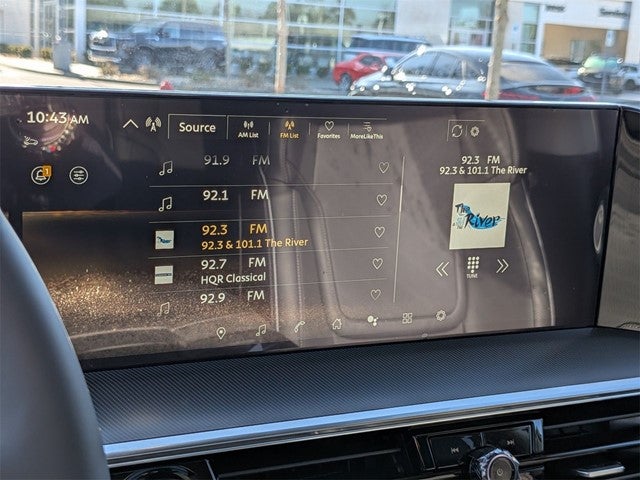 10:43 AM
Source
AM List
FM List
Favorites
MoreLikeThis
1
91.9 FM
92.1 FM
92.3 FM
92.3 & 101.1 The River
92.7 FM
HQR Classical
92.9 FM
92.3 FM
92.3 & 101.1 The River
The River
TUNE